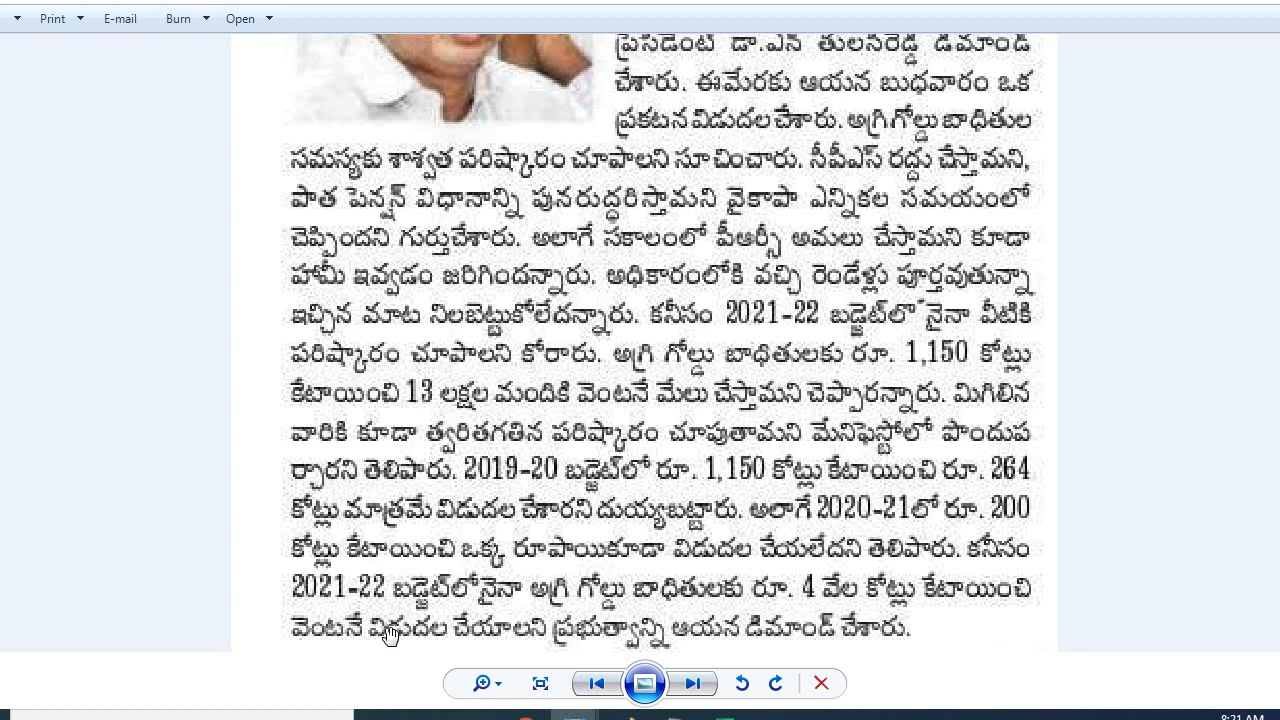 Print
E-mail
Burn
Open
ప్రెసిడెంట్ డా.ఎన్ తులసిరెడ్డి డిమాండ్
చేశారు. ఈమేరకు ఆయన బుధవారం ఒక
ప్రకటన విడుదల చేశారు. అగ్రిగోల్డు బాధితుల
సమస్యకు శాశ్వత పరిష్కారం చూపాలని సూచించారు. సీపీఎస్ రద్దు చేస్తామని,
పాత పెన్షన్ విధానాన్ని పునరుద్ధరిస్తామని వైకాపా ఎన్నికల సమయంలో
చెప్పిందని గుర్తుచేశారు. అలాగే సకాలంలో పీఆర్సీ అమలు చేస్తామని కూడా
హామీ ఇవ్వడం జరిగిందన్నారు. అధికారంలోకి వచ్చి రెండేళ్లు పూర్తవుతున్నా
ఇచ్చిన మాట నిలబెట్టుకోలేదన్నారు. కనీసం 2021-22 బడ్జెట్‌లోనైనా వీటికి
పరిష్కారం చూపాలని కోరారు. అగ్రి గోల్డు బాధితులకు రూ. 1,150 కోట్లు
కేటాయించి 13 లక్షల మందికి వెంటనే మేలు చేస్తామని చెప్పారన్నారు. మిగిలిన
వారికి కూడా త్వరితగతిన పరిష్కారం చూపుతామని మేనిఫెస్టోలో పొందుప
ర్చారని తెలిపారు. 2019-20 బడ్జెట్‌లో రూ. 1,150 కోట్లు కేటాయించి రూ. 264
కోట్లు మాత్రమే విడుదల చేశారని దుయ్యబట్టారు. అలాగే 2020-21లో రూ. 200
కోట్లు కేటాయించి ఒక్క రూపాయికూడా విడుదల చేయలేదని తెలిపారు. కనీసం
2021-22 బడ్జెట్‌లోనైనా అగ్రి గోల్డు బాధితులకు రూ. 4 వేల కోట్లు కేటాయించి
వెంటనే విడుదల చేయాలని ప్రభుత్వాన్ని ఆయన డిమాండ్ చేశారు.
8:21 AM